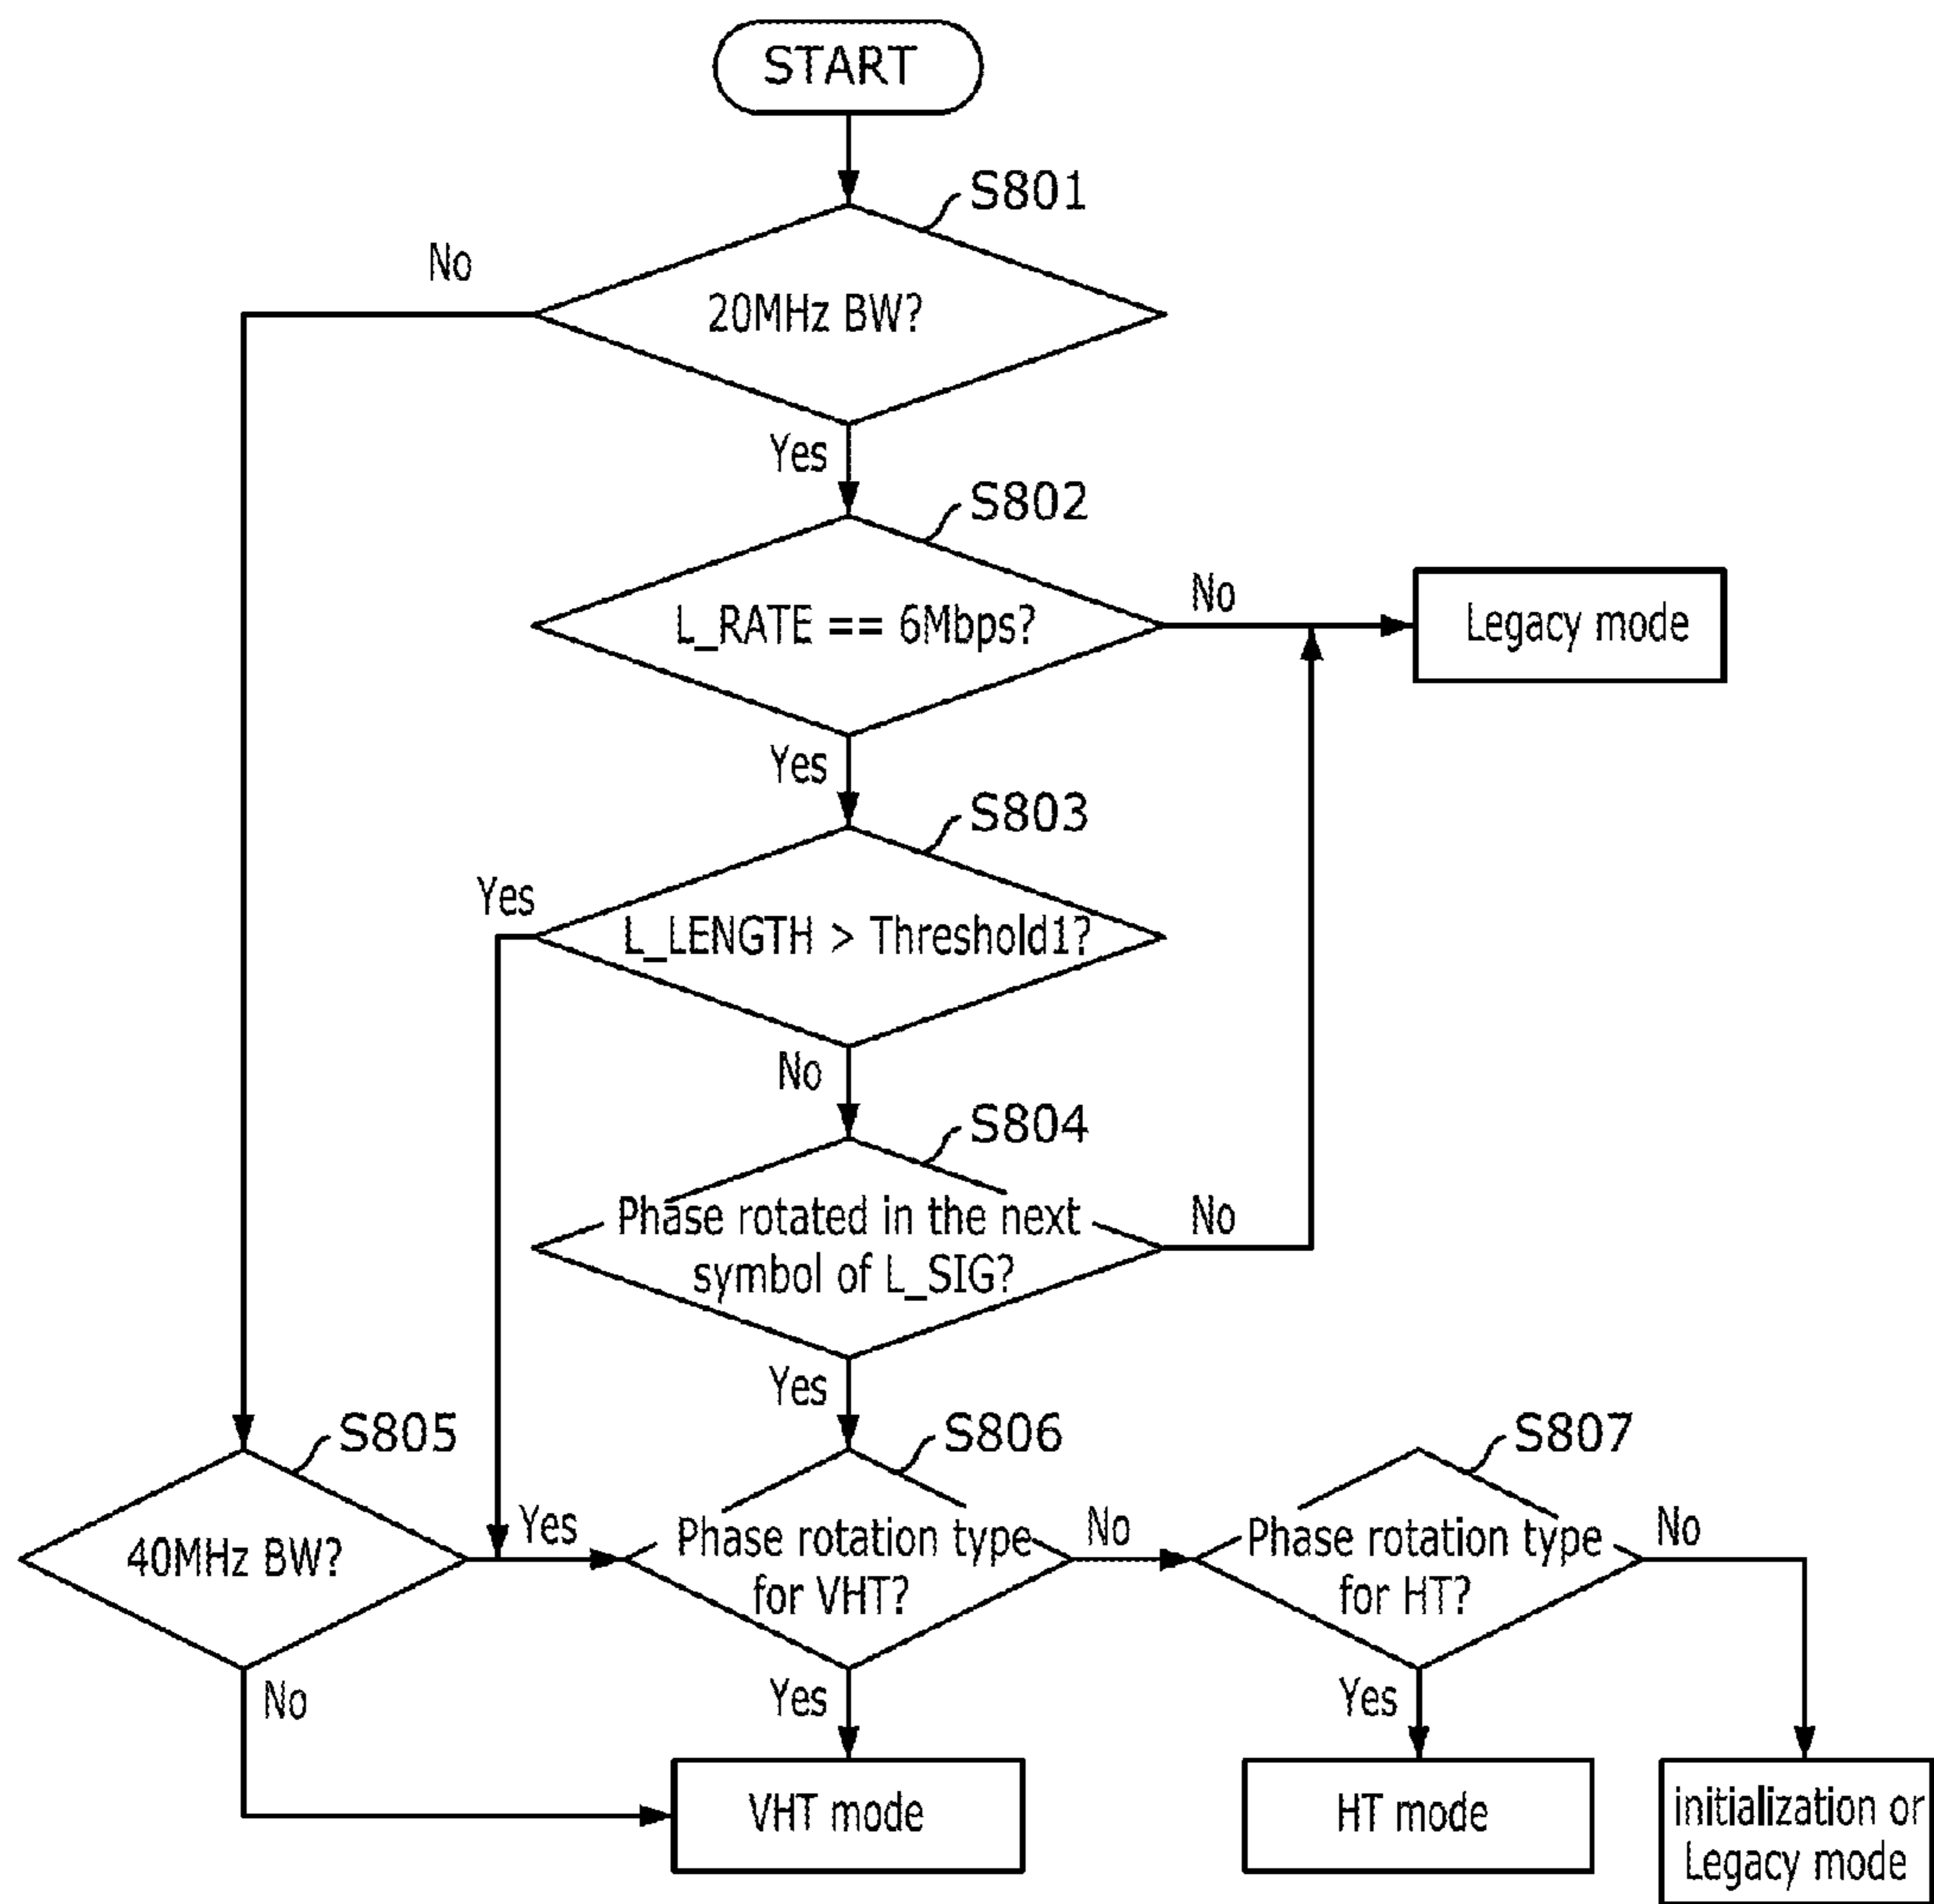 START
S801
No
20MHz BW?
Yes
S802
L_RATE == 6Mbps?
No
Legacy mode
Yes
S803
Yes
L_LENGTH > Threshold1?
No
S804
Phase rotated in the next
symbol of L_SIG?
No
Yes
S805
S806
S807
40MHz BW?
Yes
Phase rotation type
for VHT?
No
Phase rotation type
for HT?
No
No
Yes
Yes
VHT mode
HT mode
initialization or
Legacy mode